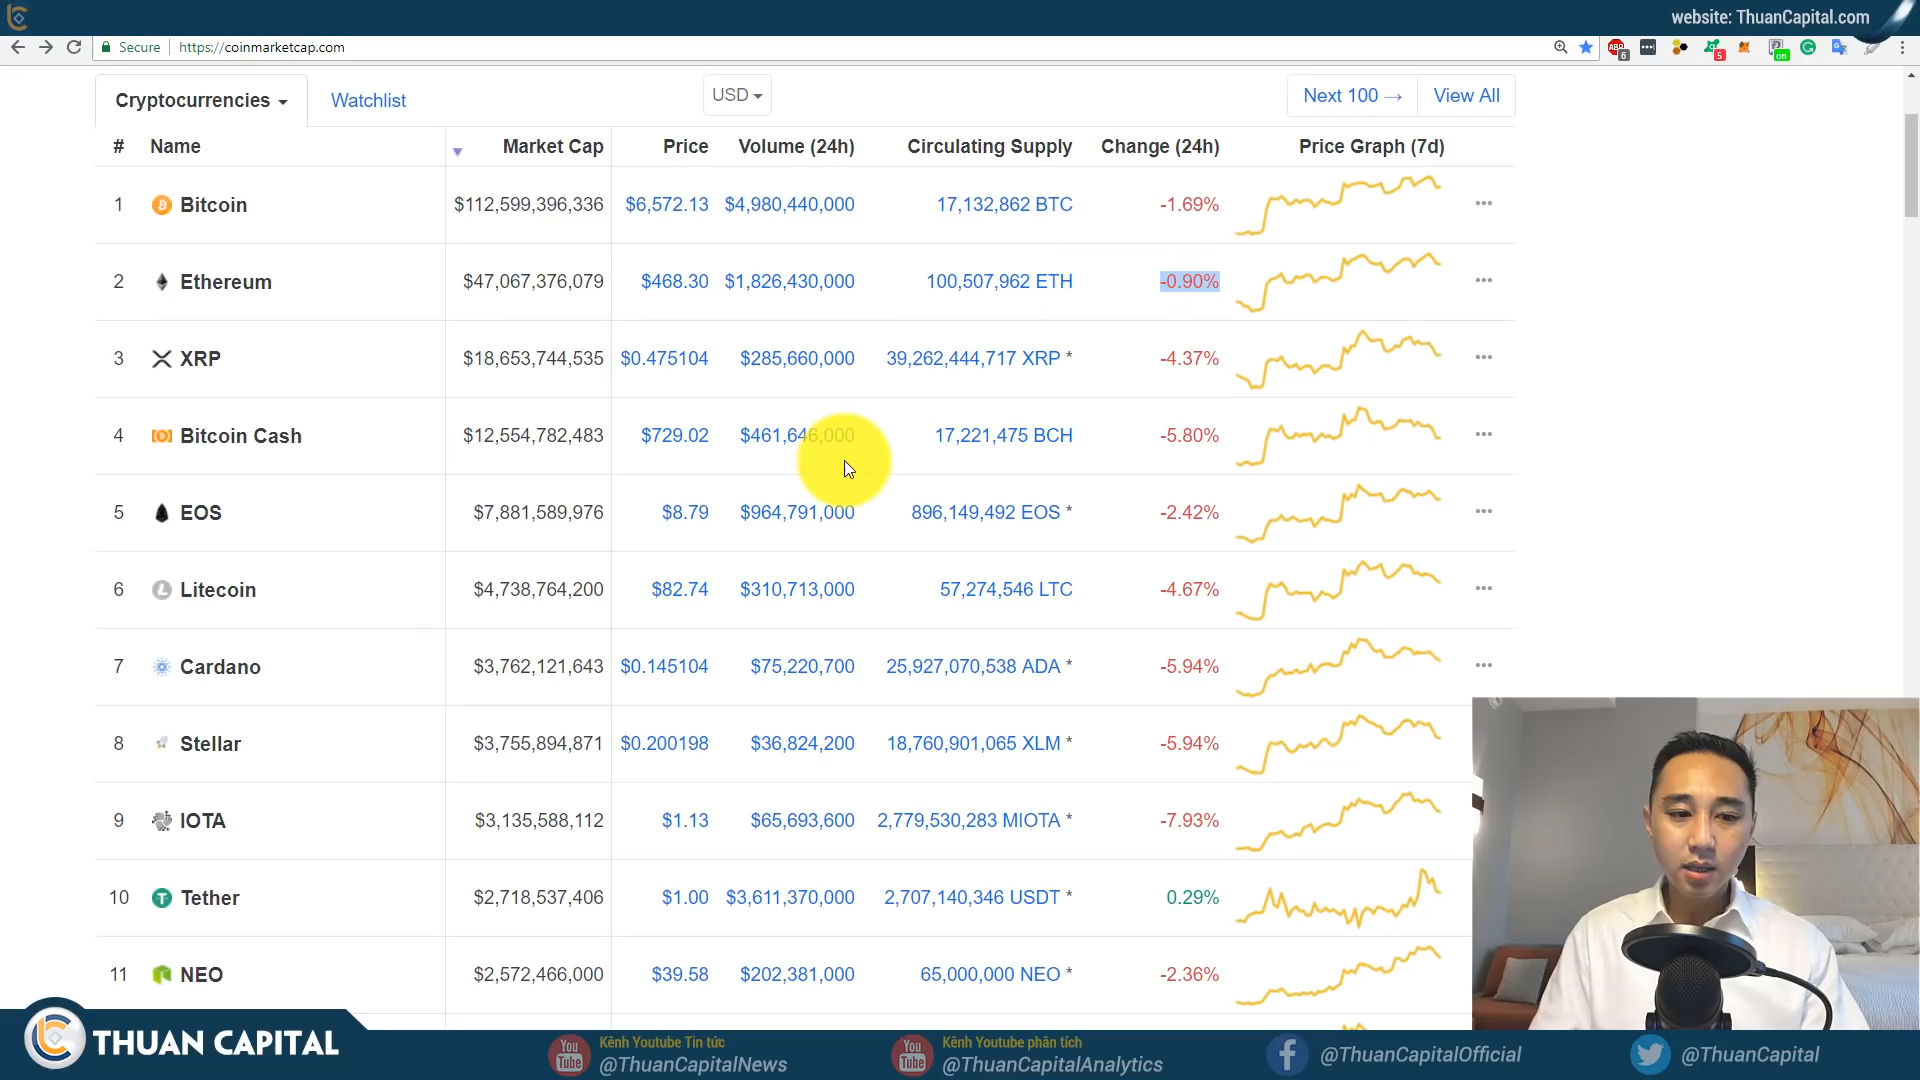 website: ThuanCapital.com
Secure https://coinmarketcap.com
Cryptocurrencies Watchlist USD Next 100 → View All
# Name Market Cap Price Volume (24h) Circulating Supply Change (24h) Price Graph (7d)
1 Bitcoin $112,599,396,336 $6,572.13 $4,980,440,000 17,132,862 BTC -1.69%
2 Ethereum $47,067,376,079 $468.30 $1,826,430,000 100,507,962 ETH -0.90%
3 XRP $18,653,744,535 $0.475104 $285,660,000 39,262,444,717 XRP * -4.37%
4 Bitcoin Cash $12,554,782,483 $729.02 $461,646,000 17,221,475 BCH -5.80%
5 EOS $7,881,589,976 $8.79 $964,791,000 896,149,492 EOS * -2.42%
6 Litecoin $4,738,764,200 $82.74 $310,713,000 57,274,546 LTC -4.67%
7 Cardano $3,762,121,643 $0.145104 $75,220,700 25,927,070,538 ADA * -5.94%
8 Stellar $3,755,894,871 $0.200198 $36,824,200 18,760,901,065 XLM * -5.94%
9 IOTA $3,135,588,112 $1.13 $65,693,600 2,779,530,283 MIOTA * -7.93%
10 Tether $2,718,537,406 $1.00 $3,611,370,000 2,707,140,346 USDT * 0.29%
11 NEO $2,572,466,000 $39.58 $202,381,000 65,000,000 NEO * -2.36%
THUAN CAPITAL
You Tube
Kênh Youtube Tin tức
@ThuanCapitalNews
You Tube
Kênh Youtube phân tích
@ThuanCapitalAnalytics
@ThuanCapitalOfficial
@ThuanCapital